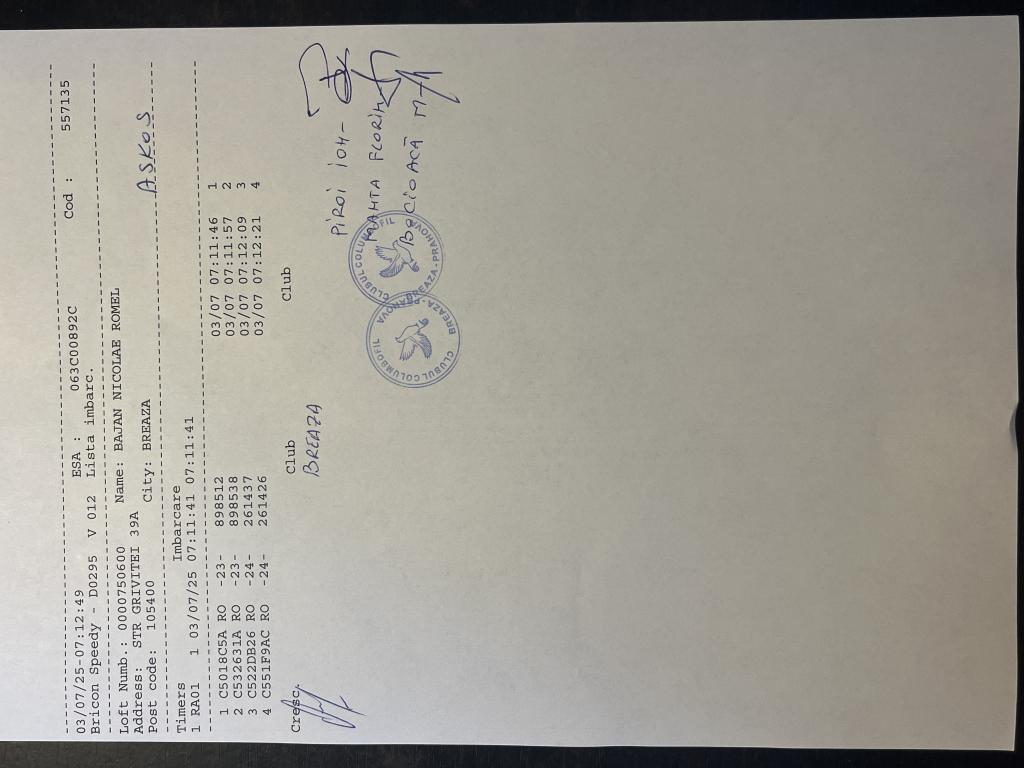 --------------------------------------------------------------------------------
03/07/25-07:12:49 ESA : 063C00892C Cod : 557135
Bricon Speedy - D0295 V 012 Lista imbarc.
--------------------------------------------------------------------------------
Loft Numb.: 0000750600 Name: BAJAN NICOLAE ROMEL
Address: STR GRIVITEI 39A
Post code: 105400 City: BREAZA ASKOS
--------------------------------------------------------------------------------
Timers Imbarcare
1 RA01 1 03/07/25 07:11:41 07:11:41
--------------------------------------------------------------------------------
1 C5018C5A RO -23- 898512 03/07 07:11:46 1
2 C532631A RO -23- 898538 03/07 07:11:57 2
3 C522DB26 RO -24- 261437 03/07 07:12:09 3
4 C551F9AC RO -24- 261426 03/07 07:12:21 4
Cresc. Club Club
BREAZA
PIROI ION
FLORIN
CLUBUL COLUMBOFIL BREAZA-PRAHOVA
CLUBUL COLUMBOFIL BREAZA-PRAHOVA